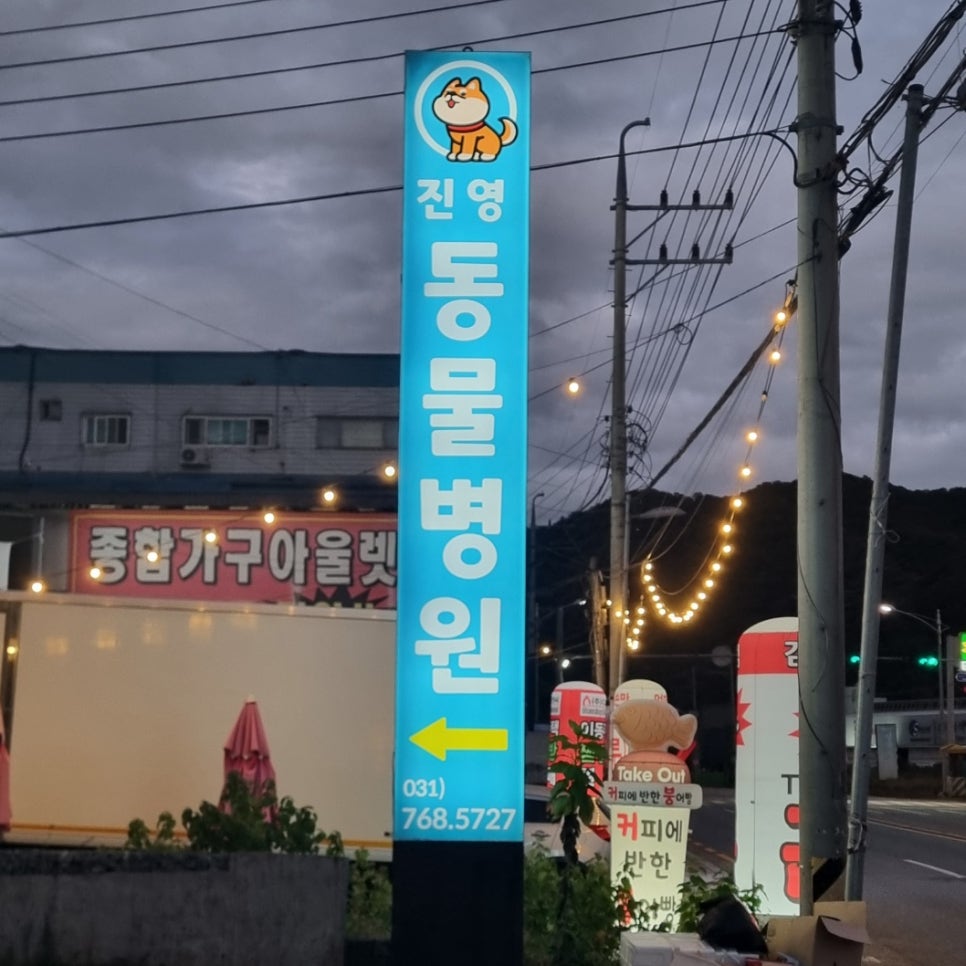 진영
동물병원
031)
768.5727
종합가구아울렛
Take Out
커피에 반한 붕어빵
커피에
반한